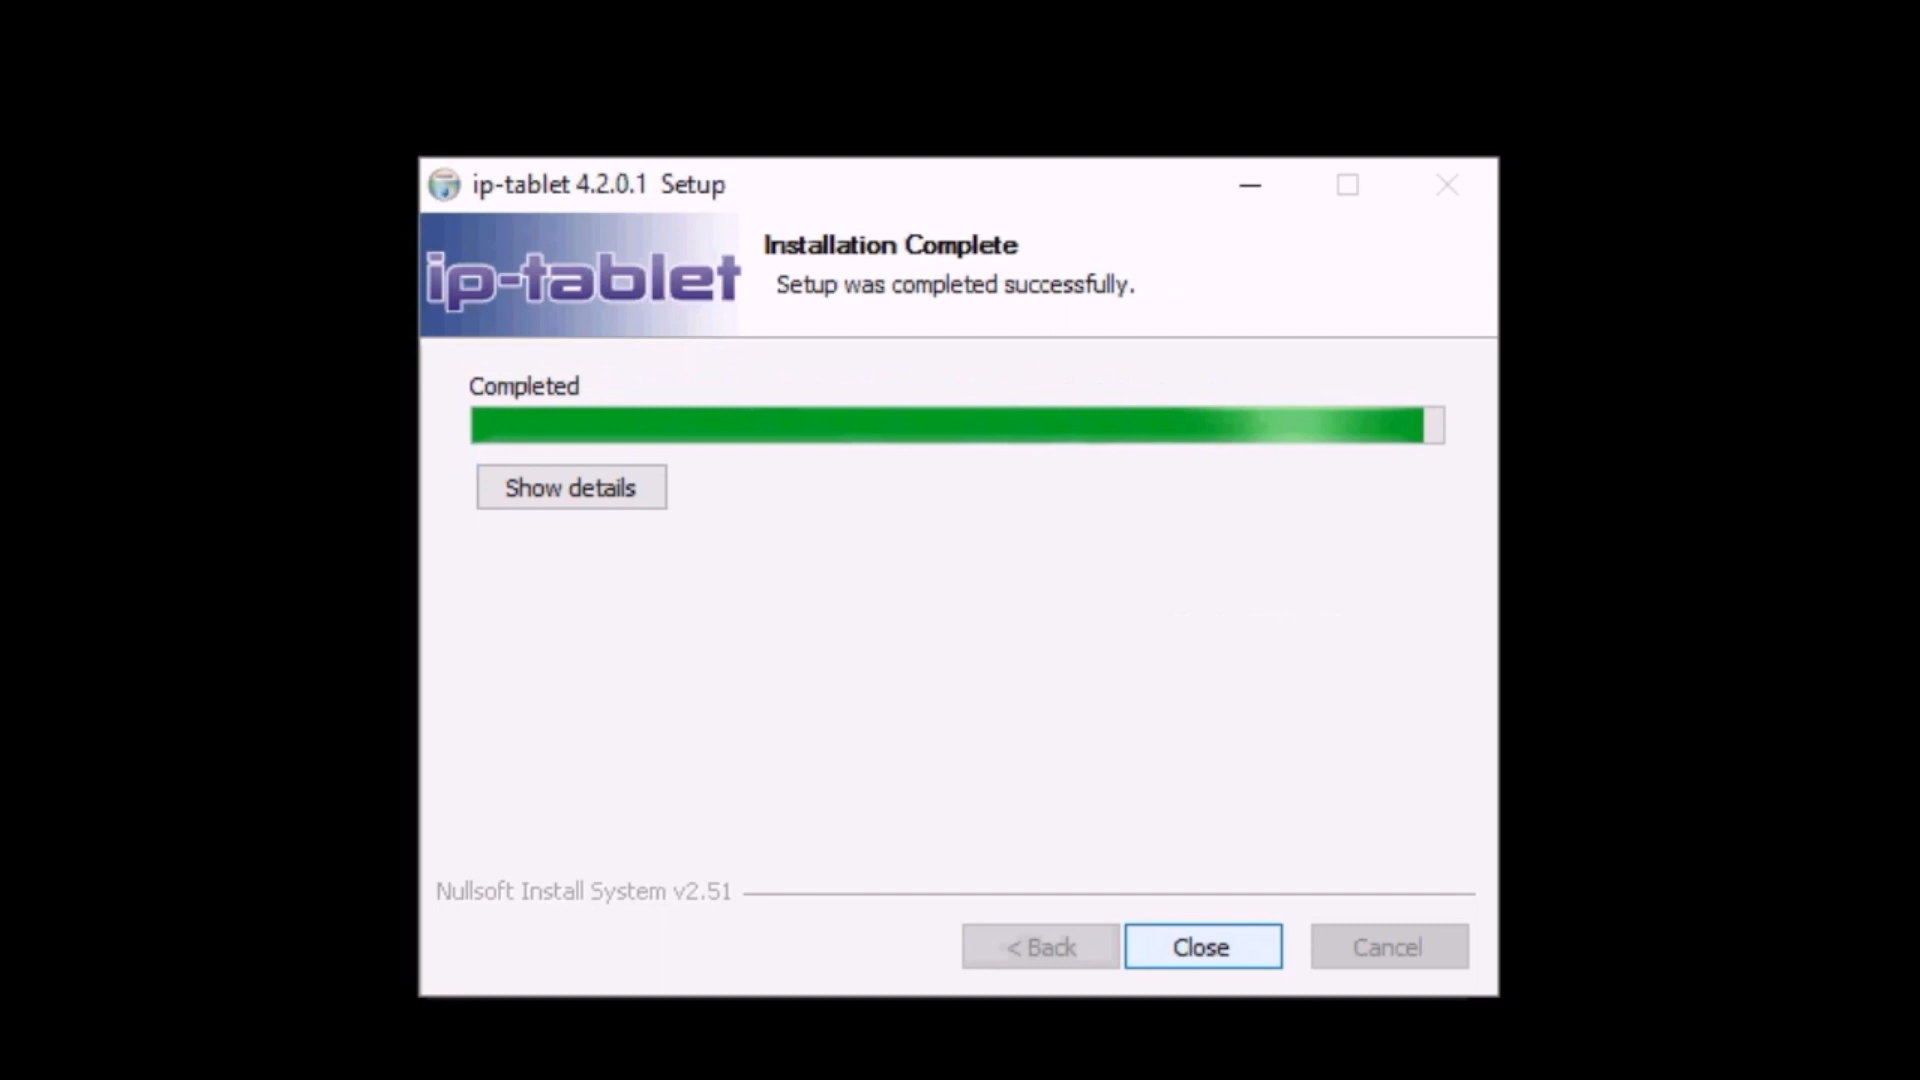 ip-tablet 4.2.0.1 Setup
ip-tablet
Installation Complete
Setup was completed successfully.
Completed
Show details
Nullsoft Install System v2.51
< Back
Close
Cancel